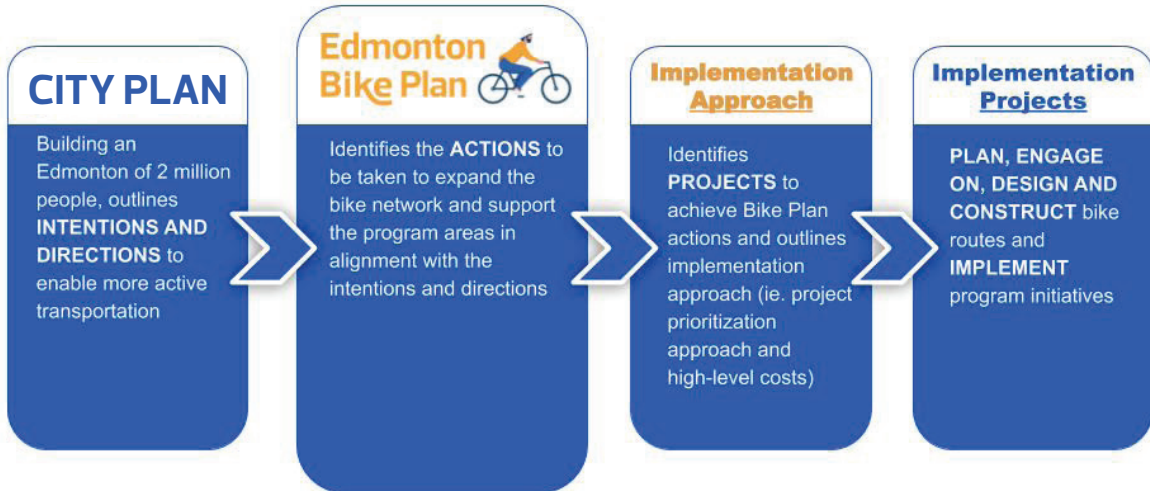 CITY PLAN
Building an
Edmonton of 2 million
people, outlines
INTENTIONS AND
DIRECTIONS to
enable more active
transportation
Edmonton
Bike Plan
Identifies the ACTIONS to
be taken to expand the
bike network and support
the program areas in
alignment with the
intentions and directions
Implementation
Approach
Identifies
PROJECTS to
achieve Bike Plan
actions and outlines
implementation
approach (ie. project
prioritization
approach and
high-level costs)
Implementation
Projects
PLAN, ENGAGE
ON, DESIGN AND
CONSTRUCT bike
routes and
IMPLEMENT
program initiatives